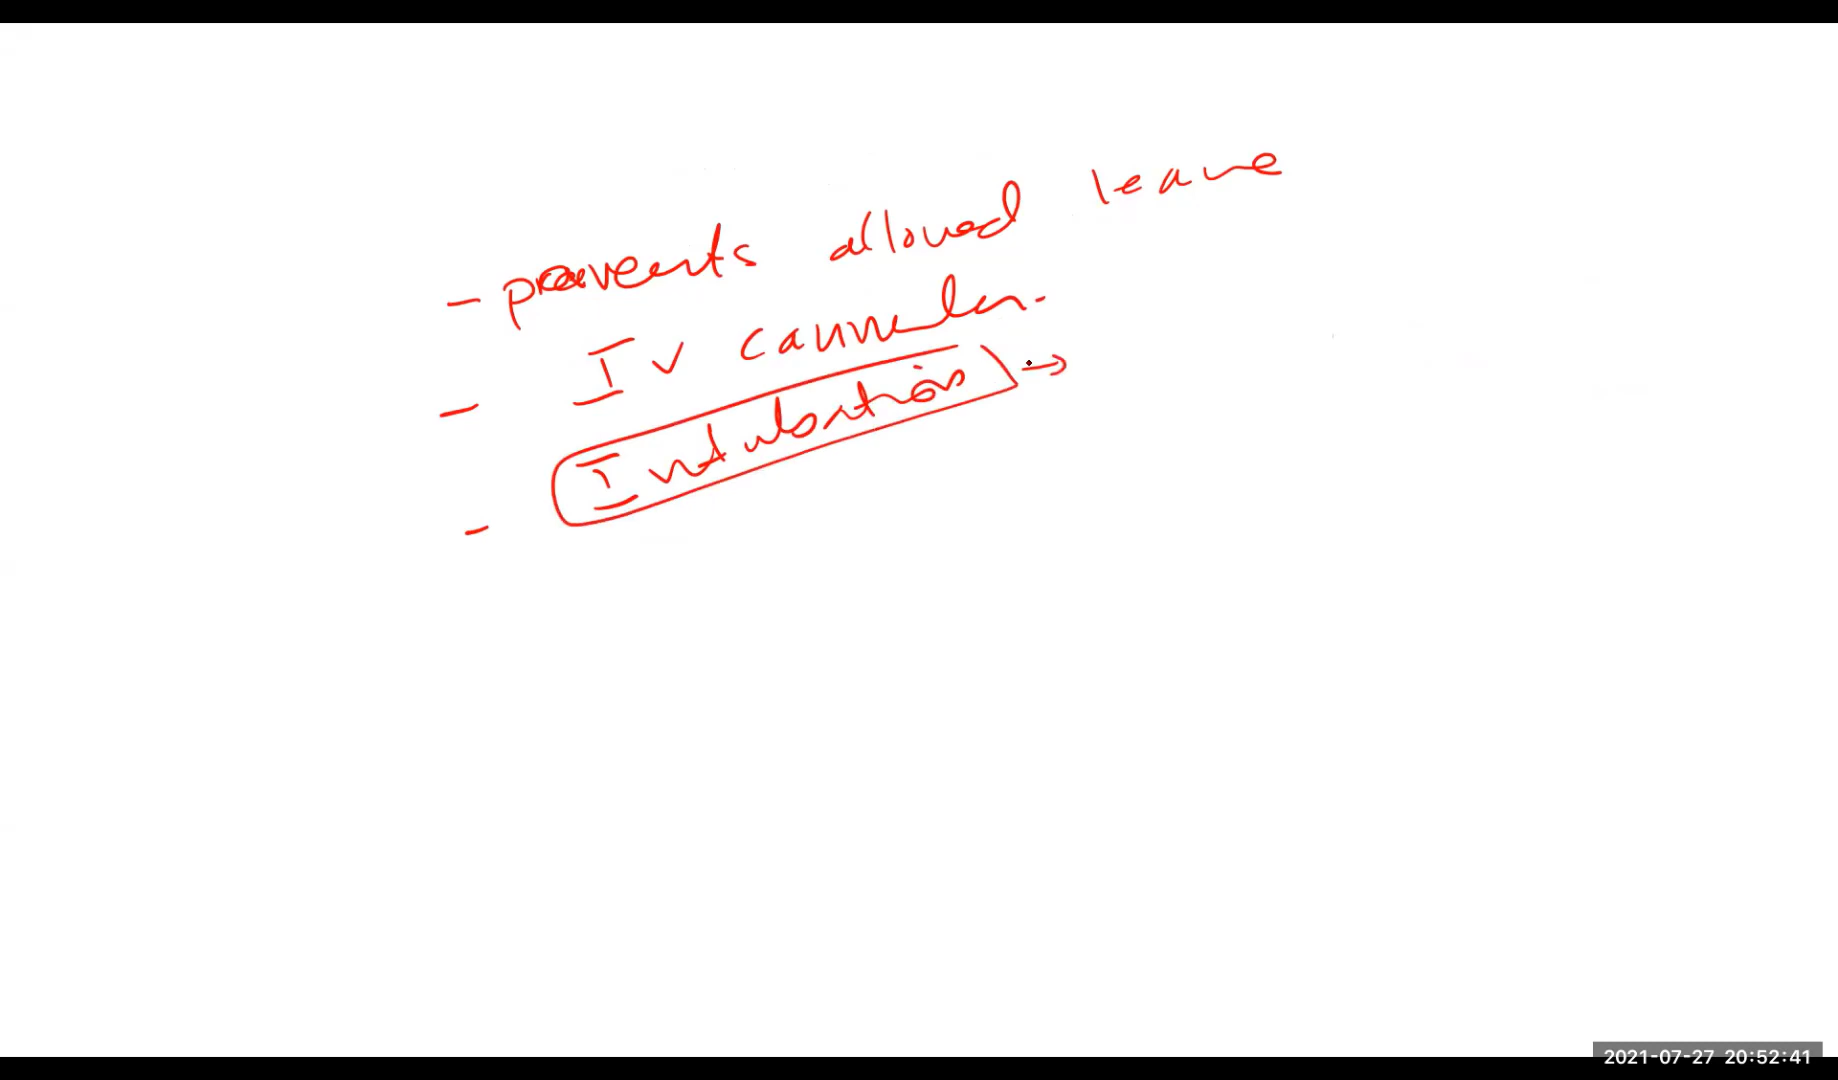 - prevents allowed leave
- IV cannula.
- Intubation →
2021-07-27 20:52:41